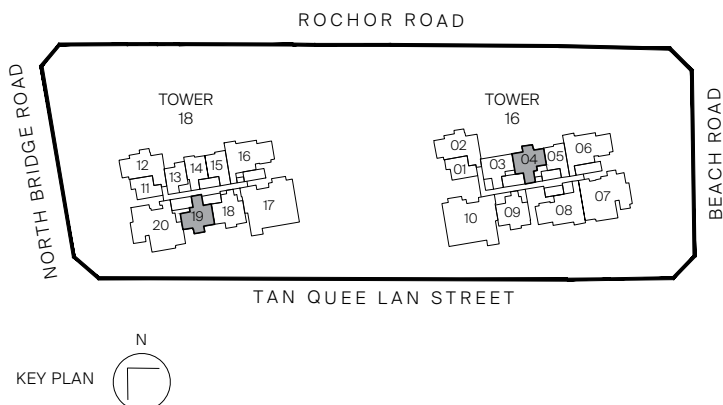 ROCHOR ROAD
NORTH BRIDGE ROAD
BEACH ROAD
TOWER
18
TOWER
16
12
11
13
14
15
16
20
19
18
17
02
01
03
04
05
06
10
09
08
07
TAN QUEE LAN STREET
N
KEY PLAN